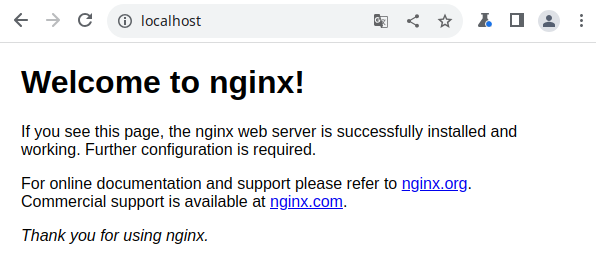 localhost
Welcome to nginx!
If you see this page, the nginx web server is successfully installed and
working. Further configuration is required.
For online documentation and support please refer to nginx.org.
Commercial support is available at nginx.com.
Thank you for using nginx.